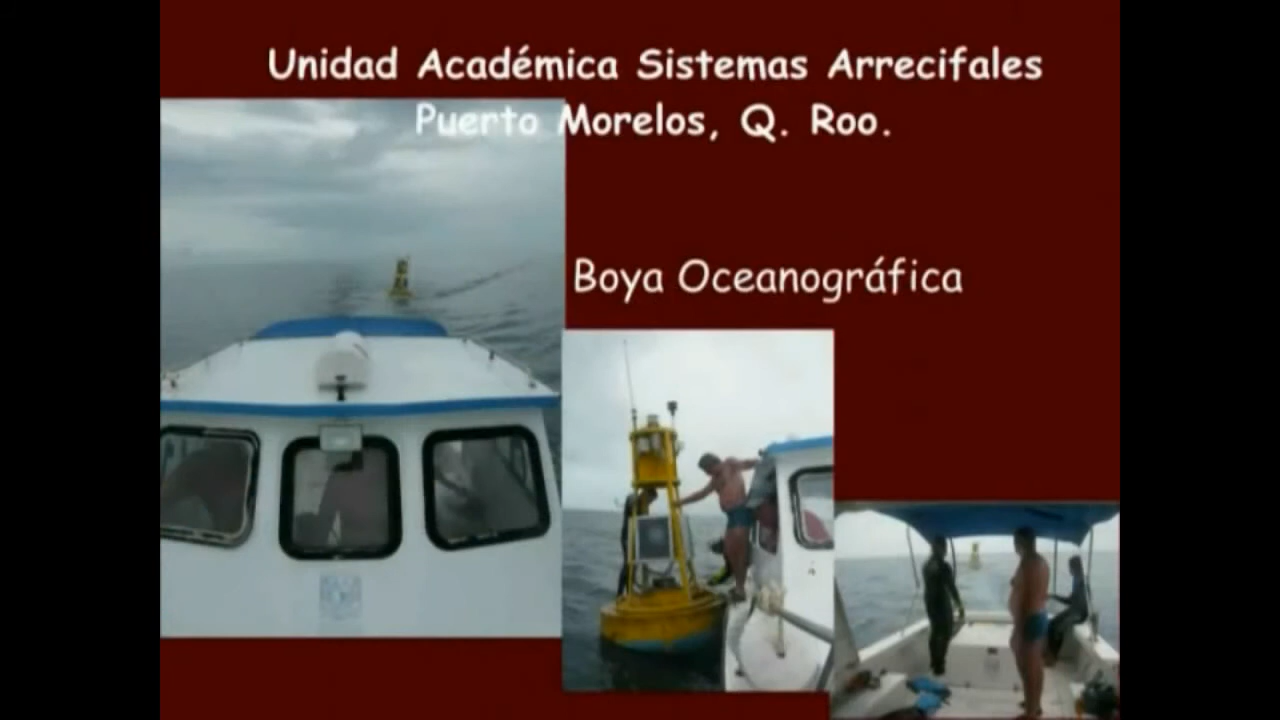 Unidad Académica Sistemas Arrecifales
Puerto Morelos, Q. Roo.
Boya Oceanográfica